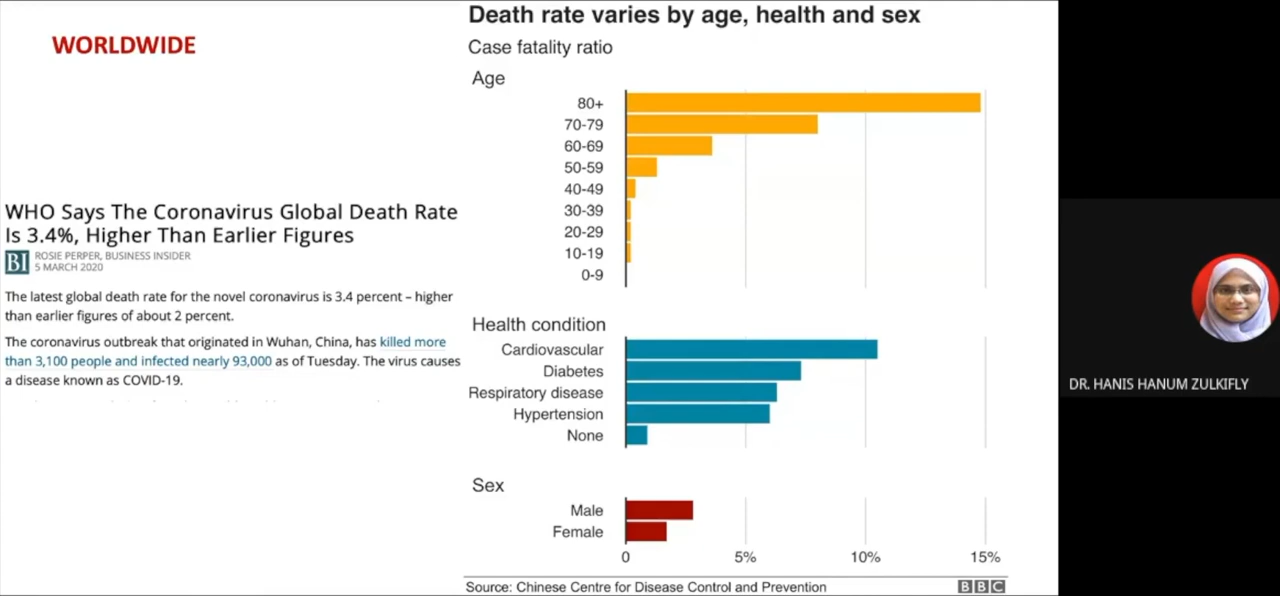 WORLDWIDE
WHO Says The Coronavirus Global Death Rate
Is 3.4%, Higher Than Earlier Figures
BI
ROSIE PERPER, BUSINESS INSIDER
5 MARCH 2020
The latest global death rate for the novel coronavirus is 3.4 percent – higher
than earlier figures of about 2 percent.
The coronavirus outbreak that originated in Wuhan, China, has killed more
than 3,100 people and infected nearly 93,000 as of Tuesday. The virus causes
a disease known as COVID-19.
Death rate varies by age, health and sex
Case fatality ratio
Age
80+
70-79
60-69
50-59
40-49
30-39
20-29
10-19
0-9
Health condition
Cardiovascular
Diabetes
Respiratory disease
Hypertension
None
Sex
Male
Female
0 5% 10% 15%
Source: Chinese Centre for Disease Control and Prevention
BBC
DR. HANIS HANUM ZULKIFLY